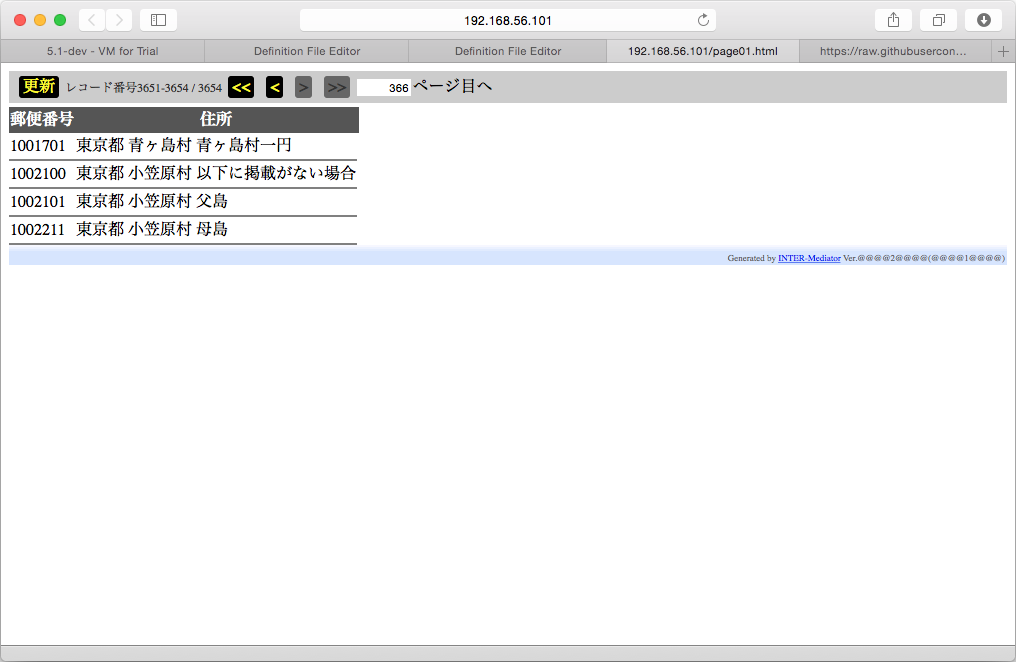 192.168.56.101
5.1-dev - VM for Trial Definition File Editor Definition File Editor 192.168.56.101/page01.html https://raw.githubusercon...
更新 レコード番号3651-3654 / 3654 << < > >> 366 ページ目へ
郵便番号 住所
1001701 東京都 青ヶ島村 青ヶ島村一円
1002100 東京都 小笠原村 以下に掲載がない場合
1002101 東京都 小笠原村 父島
1002211 東京都 小笠原村 母島
Generated by INTER-Mediator Ver.@@@@2@@@@(@@@@1@@@@)